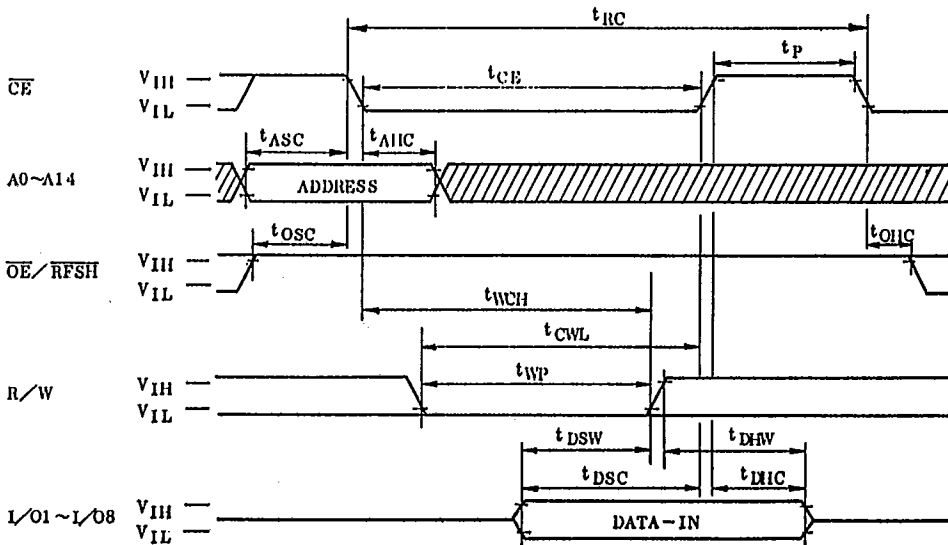 tRC
tP
CE
VIH
tCE
VIL
tASC
tAHC
A0~A14
VIH
ADDRESS
VIL
tOSC
tOHC
OE/RFSH
VIH
VIL
tWCH
tCWL
R/W
VIH
tWP
VIL
tDSW
tDHW
tDSC
tDHC
I/O1~I/O8
VIH
DATA-IN
VIL